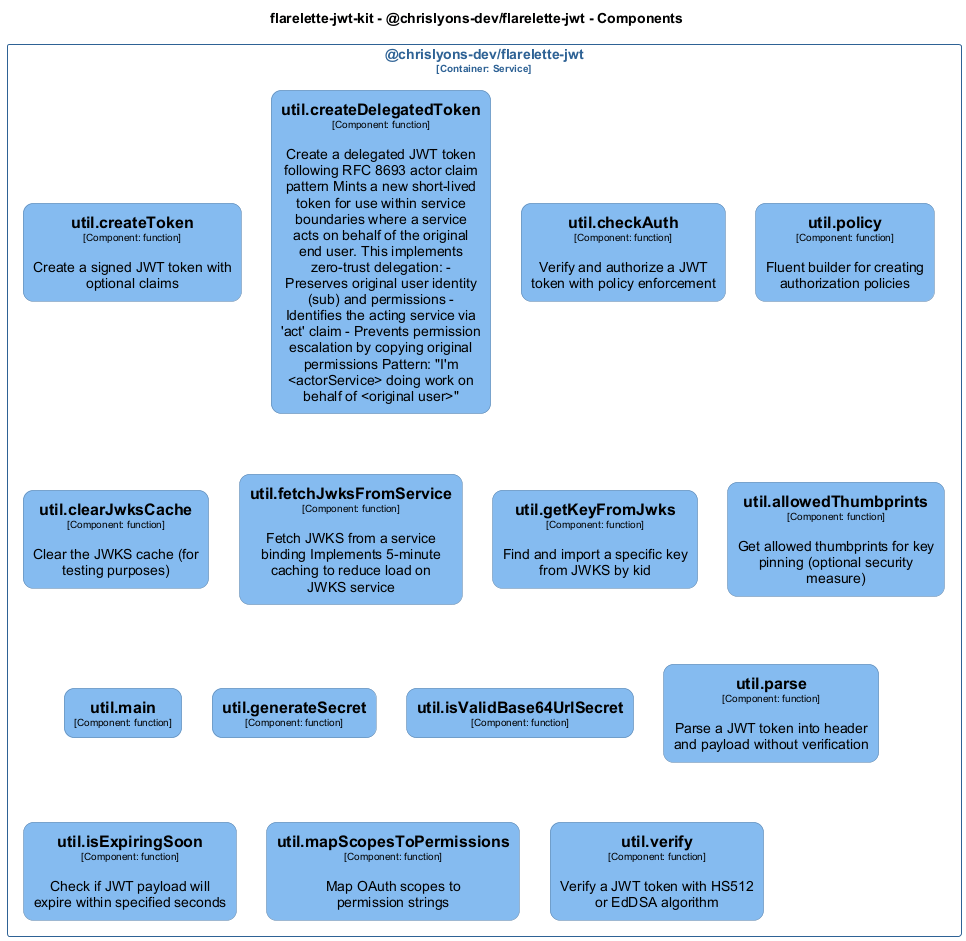 flarelette-jwt-kit - @chrislyons-dev/flarelette-jwt - Components
@chrislyons-dev/flarelette-jwt
[Container: Service]
util.createToken
[Component: function]
Create a signed JWT token with
optional claims
util.createDelegatedToken
[Component: function]
Create a delegated JWT token
following RFC 8693 actor claim
pattern Mints a new short-lived
token for use within service
boundaries where a service
acts on behalf of the original
end user. This implements
zero-trust delegation: -
Preserves original user identity
(sub) and permissions -
Identifies the acting service via
'act' claim - Prevents permission
escalation by copying original
permissions Pattern: "I'm
<actorService> doing work on
behalf of <original user>"
util.checkAuth
[Component: function]
Verify and authorize a JWT
token with policy enforcement
util.policy
[Component: function]
Fluent builder for creating
authorization policies
util.clearJwksCache
[Component: function]
Clear the JWKS cache (for
testing purposes)
util.fetchJwksFromService
[Component: function]
Fetch JWKS from a service
binding Implements 5-minute
caching to reduce load on
JWKS service
util.getKeyFromJwks
[Component: function]
Find and import a specific key
from JWKS by kid
util.allowedThumbprints
[Component: function]
Get allowed thumbprints for key
pinning (optional security
measure)
util.main
[Component: function]
util.generateSecret
[Component: function]
util.isValidBase64UrlSecret
[Component: function]
util.parse
[Component: function]
Parse a JWT token into header
and payload without verification
util.isExpiringSoon
[Component: function]
Check if JWT payload will
expire within specified seconds
util.mapScopesToPermissions
[Component: function]
Map OAuth scopes to
permission strings
util.verify
[Component: function]
Verify a JWT token with HS512
or EdDSA algorithm